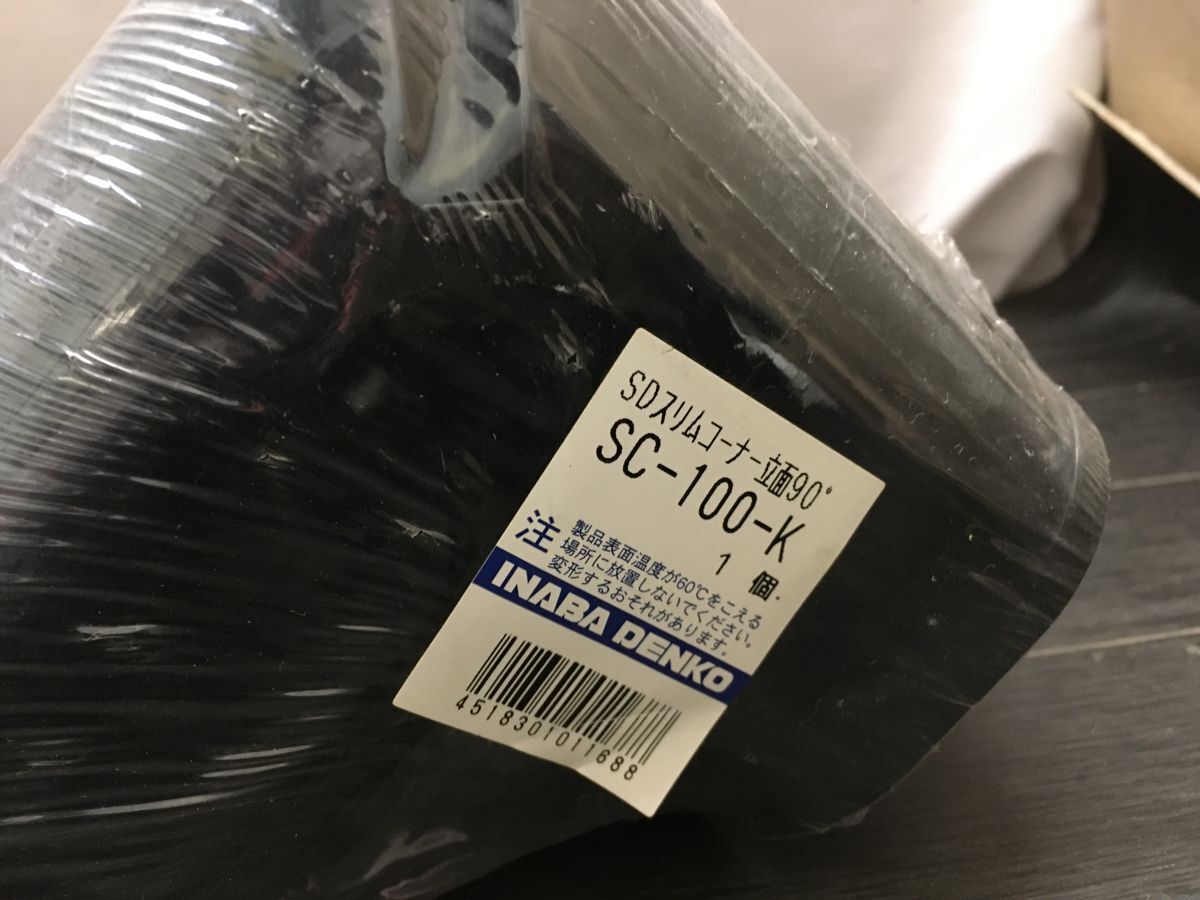 SDスリムコーナー立面90°
SC-100-K
1 個.
注 製品表面温度が60℃をこえる
場所に放置しないでください。
変形するおそれがあります。
INABA DENKO
4518301011688